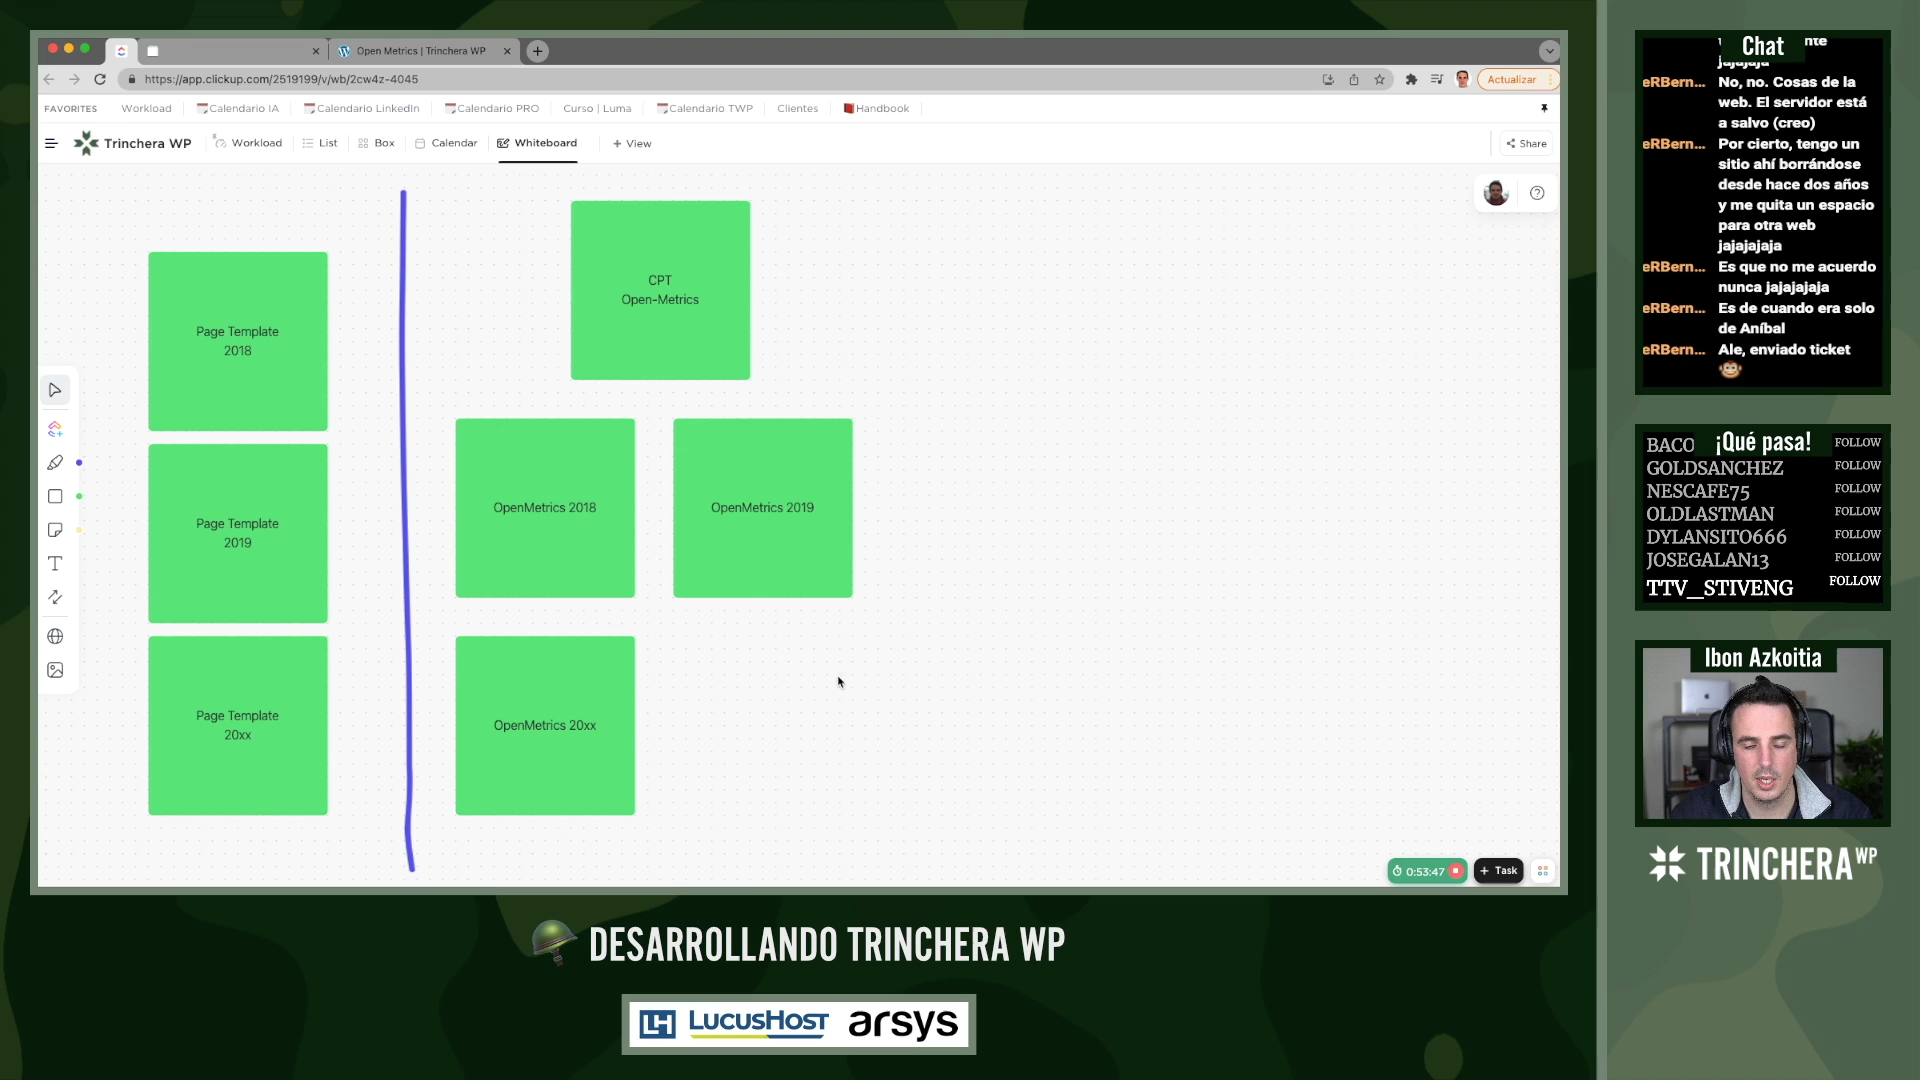 Open Metrics | Trinchera WP
https://app.clickup.com/2519199/v/wb/2cw4z-4045
Actualizar
FAVORITES
Workload
Calendario IA
Calendario LinkedIn
Calendario PRO
Curso | Luma
Calendario TWP
Clientes
Handbook
Trinchera WP
Workload
List
Box
Calendar
Whiteboard
+ View
Share
Page Template
2018
Page Template
2019
Page Template
20xx
CPT
Open-Metrics
OpenMetrics 2018
OpenMetrics 2019
OpenMetrics 20xx
0:53:47
+ Task
Chat
jajajaja
eRBern... No, no. Cosas de la
web. El servidor está
a salvo (creo)
eRBern... Por cierto, tengo un
sitio ahí borrándose
desde hace dos años
y me quita un espacio
para otra web
jajajajaja
eRBern... Es que no me acuerdo
nunca jajajajaja
eRBern... Es de cuando era solo
de Aníbal
eRBern... Ale, enviado ticket
¡Qué pasa!
BACO FOLLOW
GOLDSANCHEZ FOLLOW
NESCAFE75 FOLLOW
OLDLASTMAN FOLLOW
DYLANSITO666 FOLLOW
JOSEGALAN13 FOLLOW
TTV_STIVENG FOLLOW
Ibon Azkoitia
TRINCHERA WP
DESARROLLANDO TRINCHERA WP
LH LUCUSHOST arsys